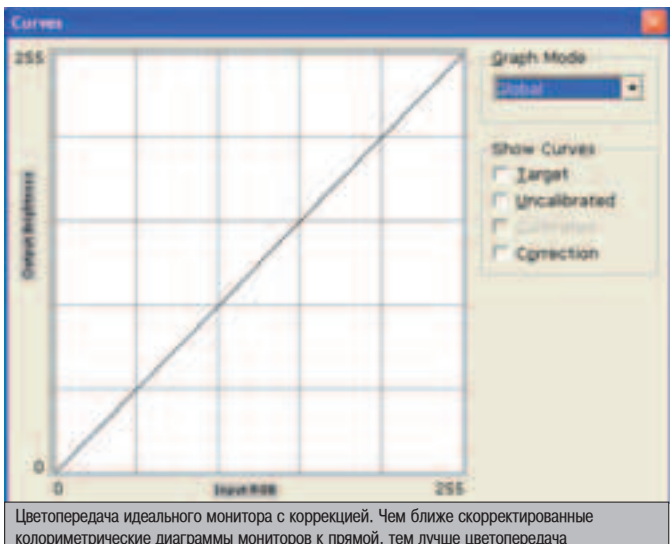 Curves
255
Output Brightness
0
0
Input RGB
255
Graph Mode
Global
Show Curves
Target
Uncalibrated
Correction
Цветопередача идеального монитора с коррекцией. Чем ближе скорректированные
колориметрические диаграммы мониторов к прямой, тем лучше цветопередача